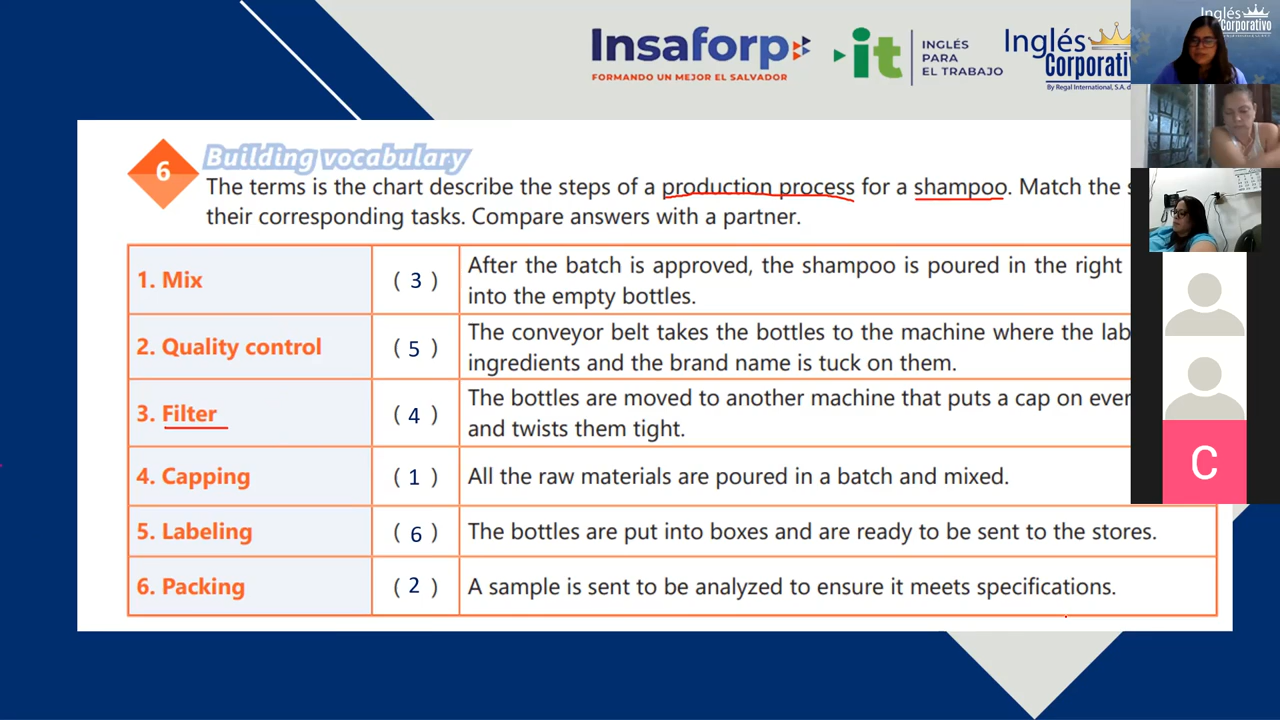 Insaforp
FORMANDO UN MEJOR EL SALVADOR
it
INGLÉS
PARA
EL TRABAJO
Inglés
Corporativ
By Regal International, S.A. d
Inglés
Corporativo
6
Building vocabulary
The terms is the chart describe the steps of a production process for a shampoo. Match the
their corresponding tasks. Compare answers with a partner.
1. Mix
( 3 )
After the batch is approved, the shampoo is poured in the right
into the empty bottles.
2. Quality control
( 5 )
The conveyor belt takes the bottles to the machine where the lab
ingredients and the brand name is tuck on them.
3. Filter
( 4 )
The bottles are moved to another machine that puts a cap on ever
and twists them tight.
4. Capping
( 1 )
All the raw materials are poured in a batch and mixed.
5. Labeling
( 6 )
The bottles are put into boxes and are ready to be sent to the stores.
6. Packing
( 2 )
A sample is sent to be analyzed to ensure it meets specifications.
C